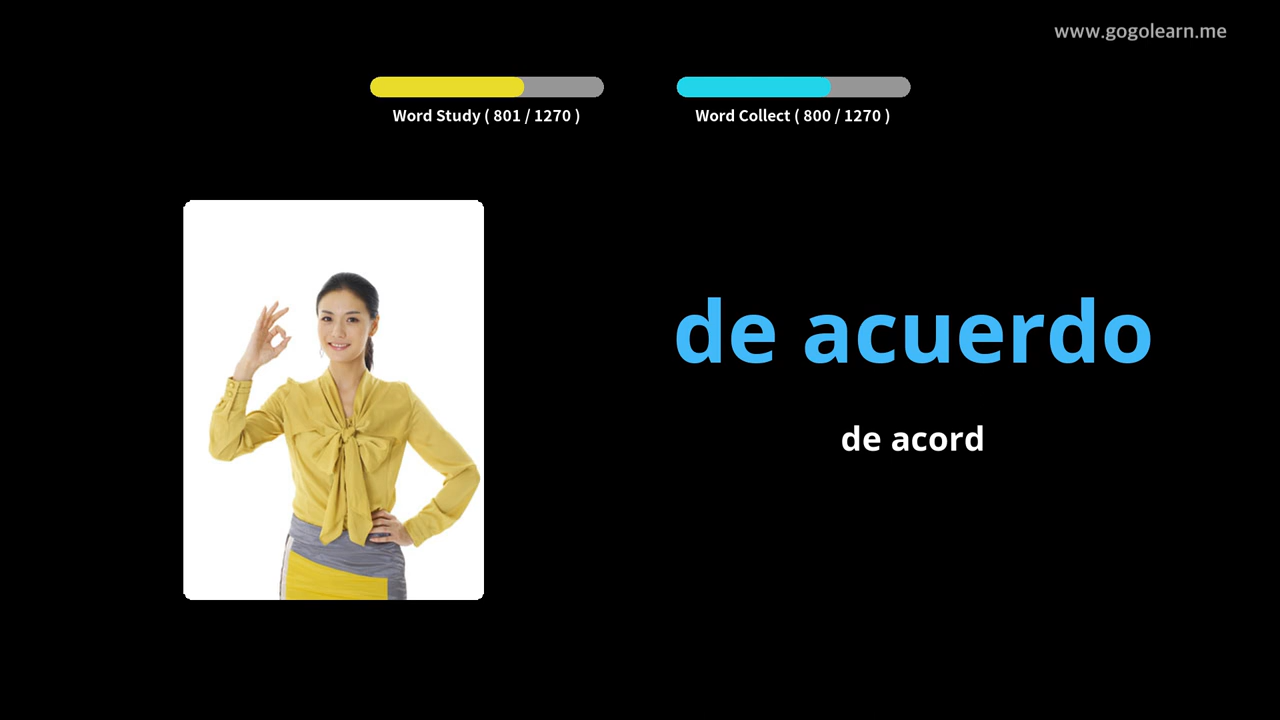 www.gogolearn.me
Word Study ( 801 / 1270 )
Word Collect ( 800 / 1270 )
de acuerdo
de acord